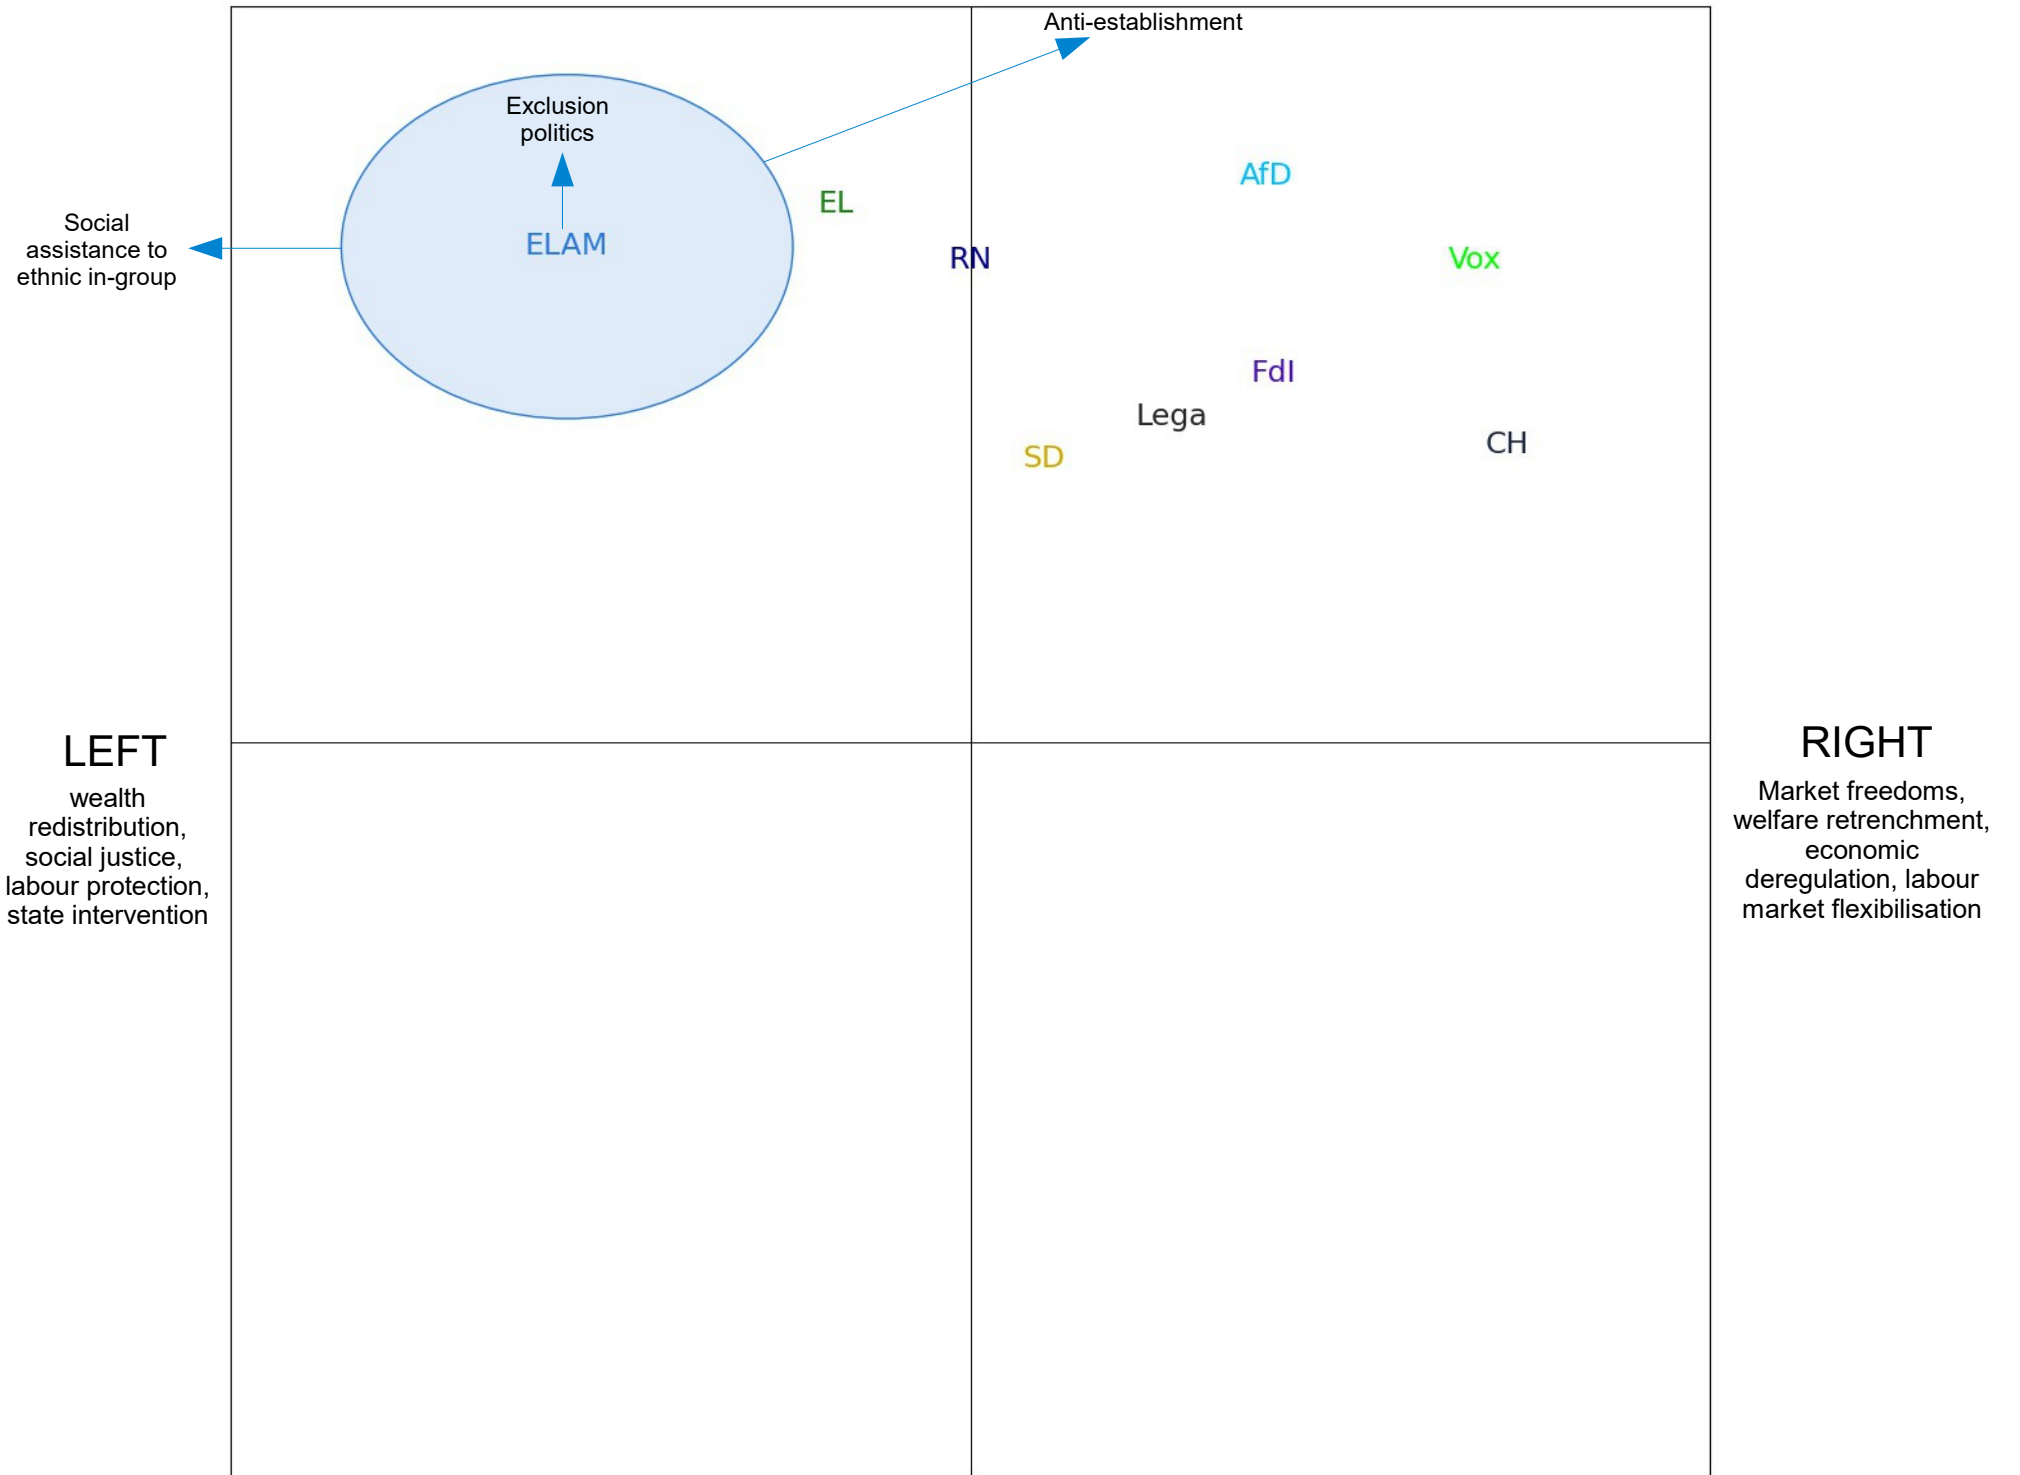 Anti-establishment
Exclusion
politics
AfD
EL
Social
assistance to
ethnic in-group
ELAM
RN
Vox
FdI
Lega
CH
SD
LEFT
wealth
redistribution,
social justice,
labour protection,
state intervention
RIGHT
Market freedoms,
welfare retrenchment,
economic
deregulation, labour
market flexibilisation